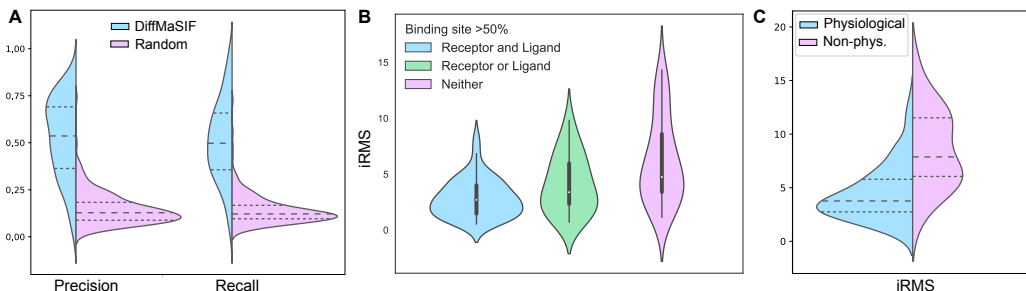 A
DiffMaSIF
Random
1,00
0,75
0,50
0,25
0,00
Precision
Recall
B
Binding site >50%
Receptor and Ligand
Receptor or Ligand
Neither
iRMS
15
10
5
0
C
Physiological
Non-phys.
20
15
10
5
0
iRMS